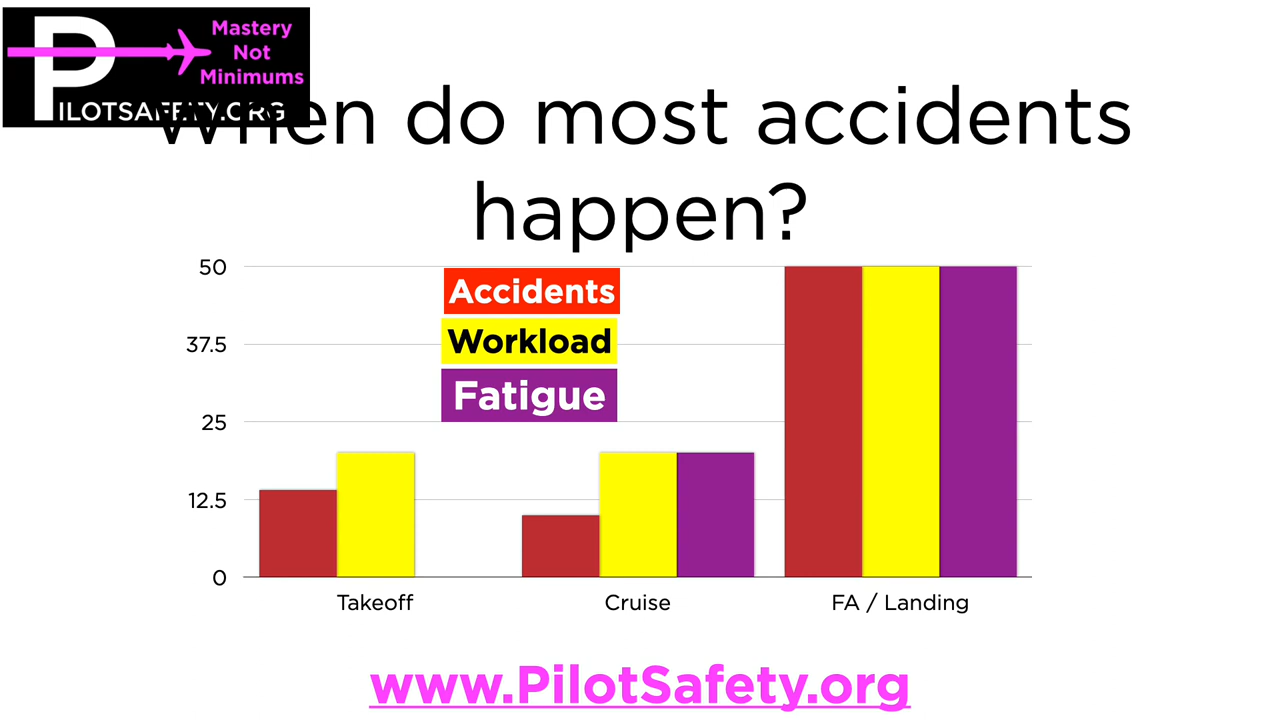 Mastery
Not
Minimums
PILOTSAFETY.ORG
When do most accidents
happen?
50
37.5
25
12.5
0
Accidents
Workload
Fatigue
Takeoff
Cruise
FA / Landing
www.PilotSafety.org